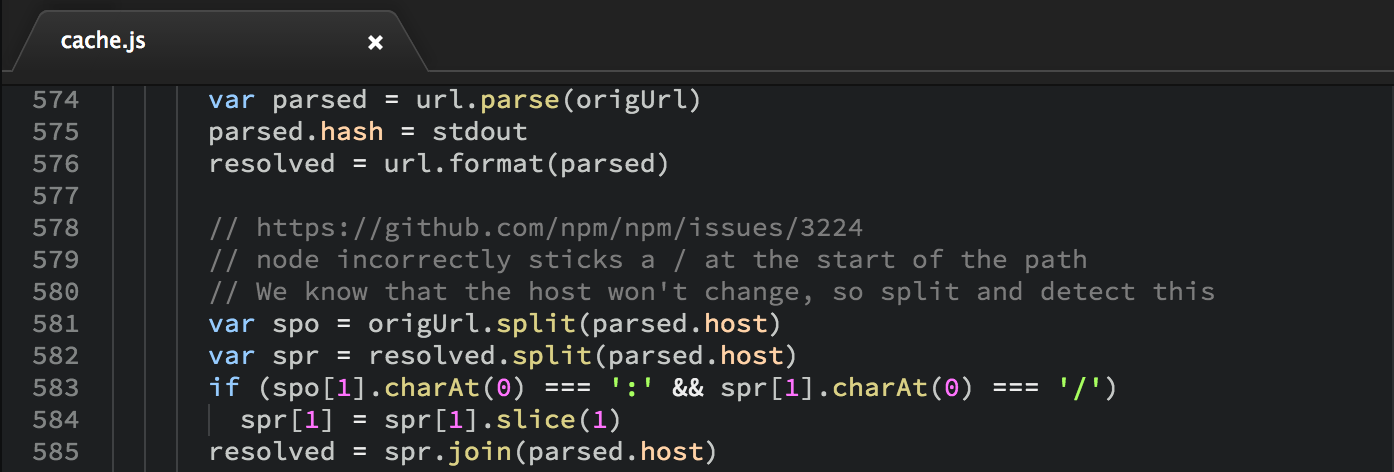 cache.js ×
574 var parsed = url.parse(origUrl)
575 parsed.hash = stdout
576 resolved = url.format(parsed)
577
578 // https://github.com/npm/npm/issues/3224
579 // node incorrectly sticks a / at the start of the path
580 // We know that the host won't change, so split and detect this
581 var spo = origUrl.split(parsed.host)
582 var spr = resolved.split(parsed.host)
583 if (spo[1].charAt(0) === ':' && spr[1].charAt(0) === '/')
584   spr[1] = spr[1].slice(1)
585 resolved = spr.join(parsed.host)